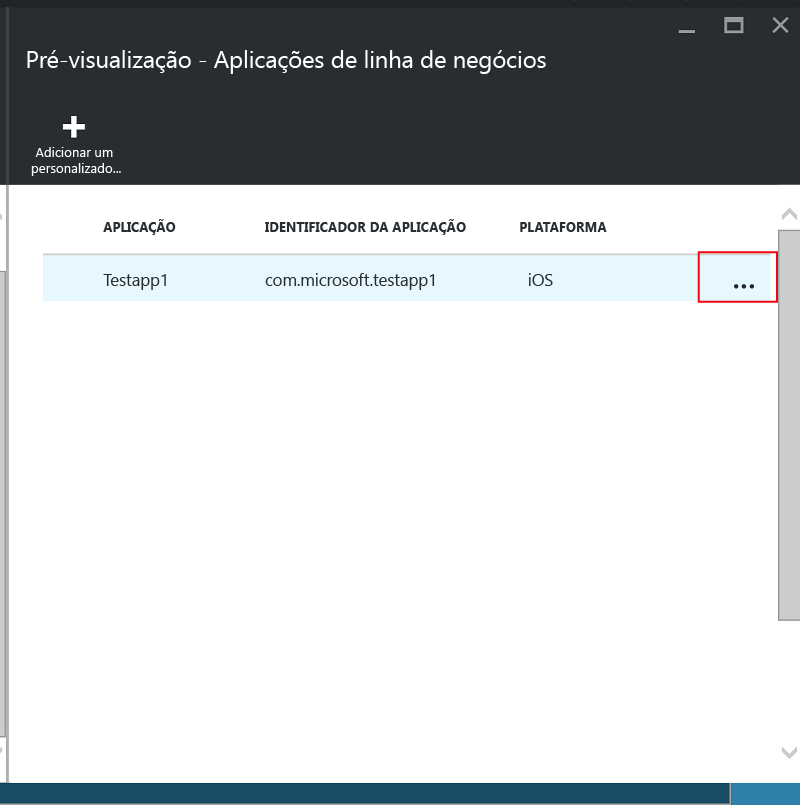 Pré-visualização - Aplicações de linha de negócios
Adicionar um
personalizado...
APLICAÇÃO IDENTIFICADOR DA APLICAÇÃO PLATAFORMA
Testapp1 com.microsoft.testapp1 iOS ...